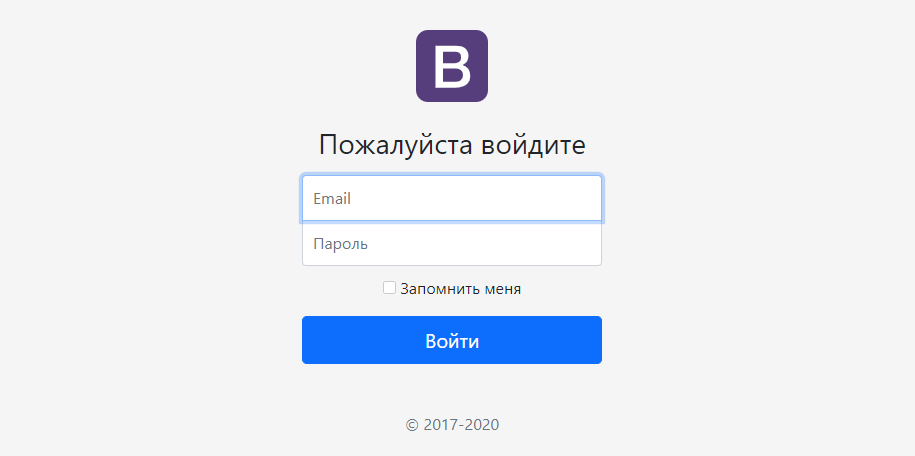 B
Пожалуйста войдите
Email
Пароль
Запомнить меня
Войти
© 2017-2020